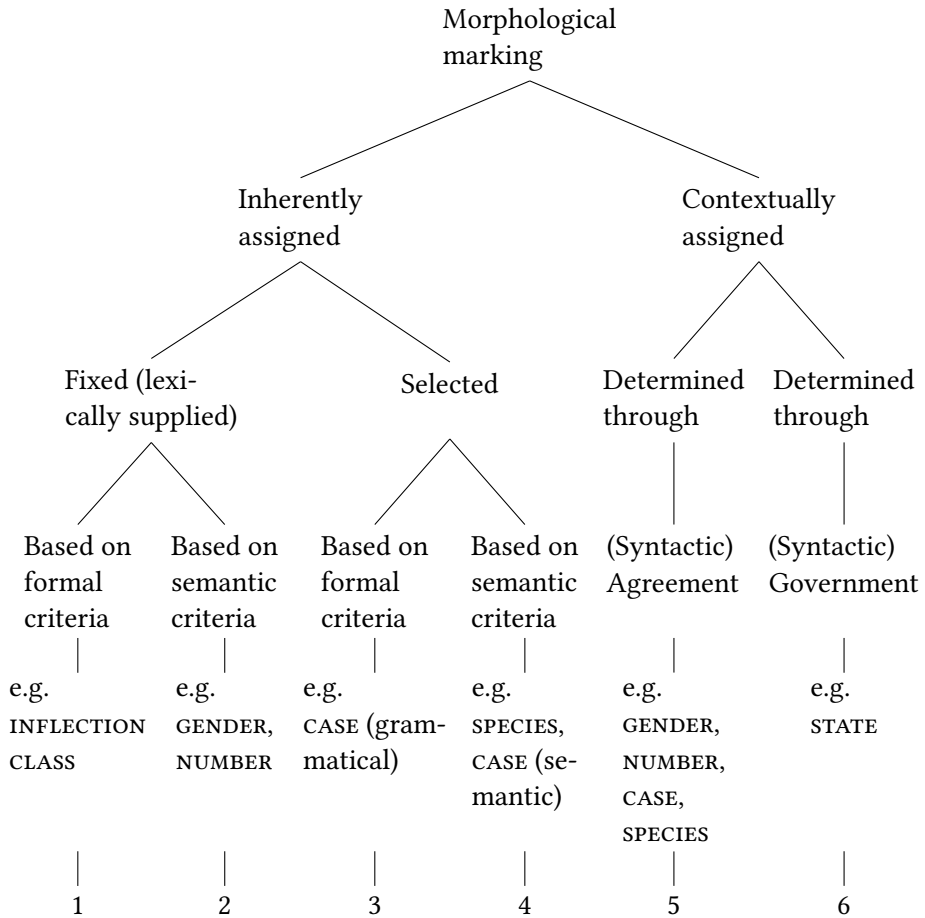 Morphological
marking
Inherently
assigned
Contextually
assigned
Fixed (lexi-
cally supplied)
Selected
Determined
through
Determined
through
Based on
formal
criteria
Based on
semantic
criteria
Based on
formal
criteria
Based on
semantic
criteria
(Syntactic)
Agreement
(Syntactic)
Government
e.g.
INFLECTION
CLASS
e.g.
GENDER,
NUMBER
e.g.
CASE (gram-
matical)
e.g.
SPECIES,
CASE (se-
mantic)
e.g.
GENDER,
NUMBER,
CASE,
SPECIES
e.g.
STATE
1
2
3
4
5
6